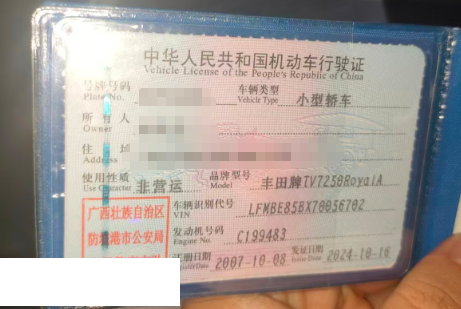 中华人民共和国机动车行驶证
Vehicle License of the People's Republic of China
号牌号码
Plate No.
车辆类型
Vehicle Type
小型轿车
所有人
Owner
住址
Address
使用性质
Use Character
非营运
品牌型号
Model
丰田牌TV7250RoyalA
广西壮族自治区
防城港市公安局
车辆识别代号
VIN
LFMBE85BX70056702
发动机号码
Engine No.
C199483
注册日期
Register Date
2007-10-08
发证日期
Issue Date
2024-10-16